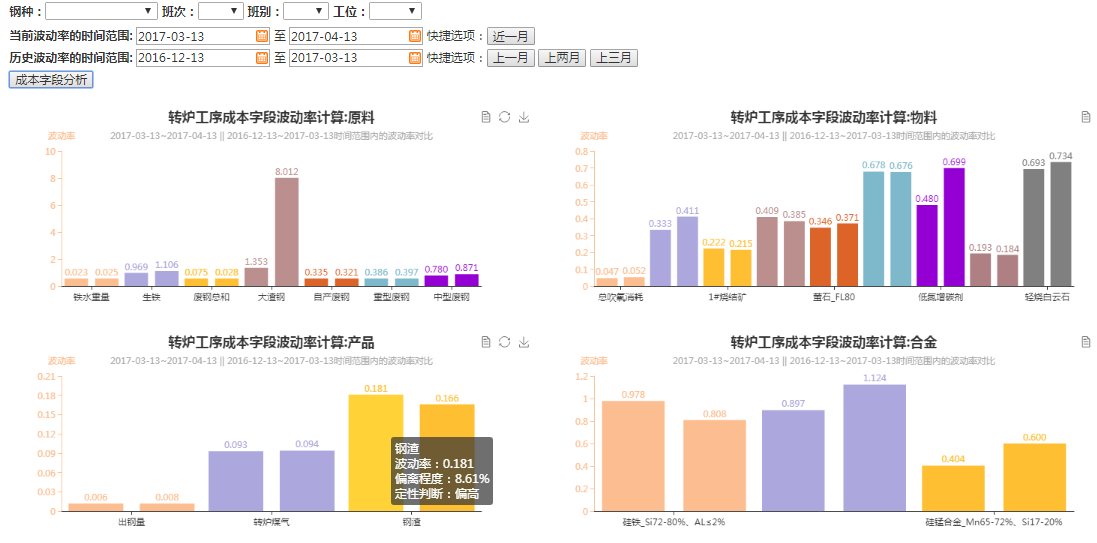 钢种： 班次： 班别： 工位：
当前波动率的时间范围: 2017-03-13 至 2017-04-13 快捷选项： 近一月
历史波动率的时间范围: 2016-12-13 至 2017-03-13 快捷选项： 上一月 上两月 上三月
成本字段分析
转炉工序成本字段波动率计算:原料
2017-03-13~2017-04-13 || 2016-12-13~2017-03-13时间范围内的波动率对比
波动率
10
8
6
4
2
0
0.023 0.025 0.969 1.106 0.075 0.028 1.353 8.012 0.335 0.321 0.386 0.397 0.780 0.871
铁水重量 生铁 废钢总和 大渣钢 自产废钢 重型废钢 中型废钢
转炉工序成本字段波动率计算:物料
2017-03-13~2017-04-13 || 2016-12-13~2017-03-13时间范围内的波动率对比
波动率
0.8
0.7
0.6
0.5
0.4
0.3
0.2
0.1
0
0.047 0.052 0.333 0.411 0.222 0.215 0.409 0.385 0.346 0.371 0.678 0.676 0.480 0.699 0.193 0.184 0.693 0.734
总吹氧消耗 1#烧结矿 萤石_FL80 低氮增碳剂 轻烧白云石
转炉工序成本字段波动率计算:产品
2017-03-13~2017-04-13 || 2016-12-13~2017-03-13时间范围内的波动率对比
波动率
0.21
0.18
0.15
0.12
0.09
0.06
0.03
0
0.006 0.008 0.093 0.094 0.181 0.166
钢渣
波动率：0.181
偏离程度：8.61%
定性判断：偏高
出钢量 转炉煤气 钢渣
转炉工序成本字段波动率计算:合金
2017-03-13~2017-04-13 || 2016-12-13~2017-03-13时间范围内的波动率对比
波动率
1.2
1
0.8
0.6
0.4
0.2
0
0.978 0.808 0.897 1.124 0.404 0.600
硅铁_Si72-80%、AL≤2% 硅锰合金_Mn65-72%、Si17-20%